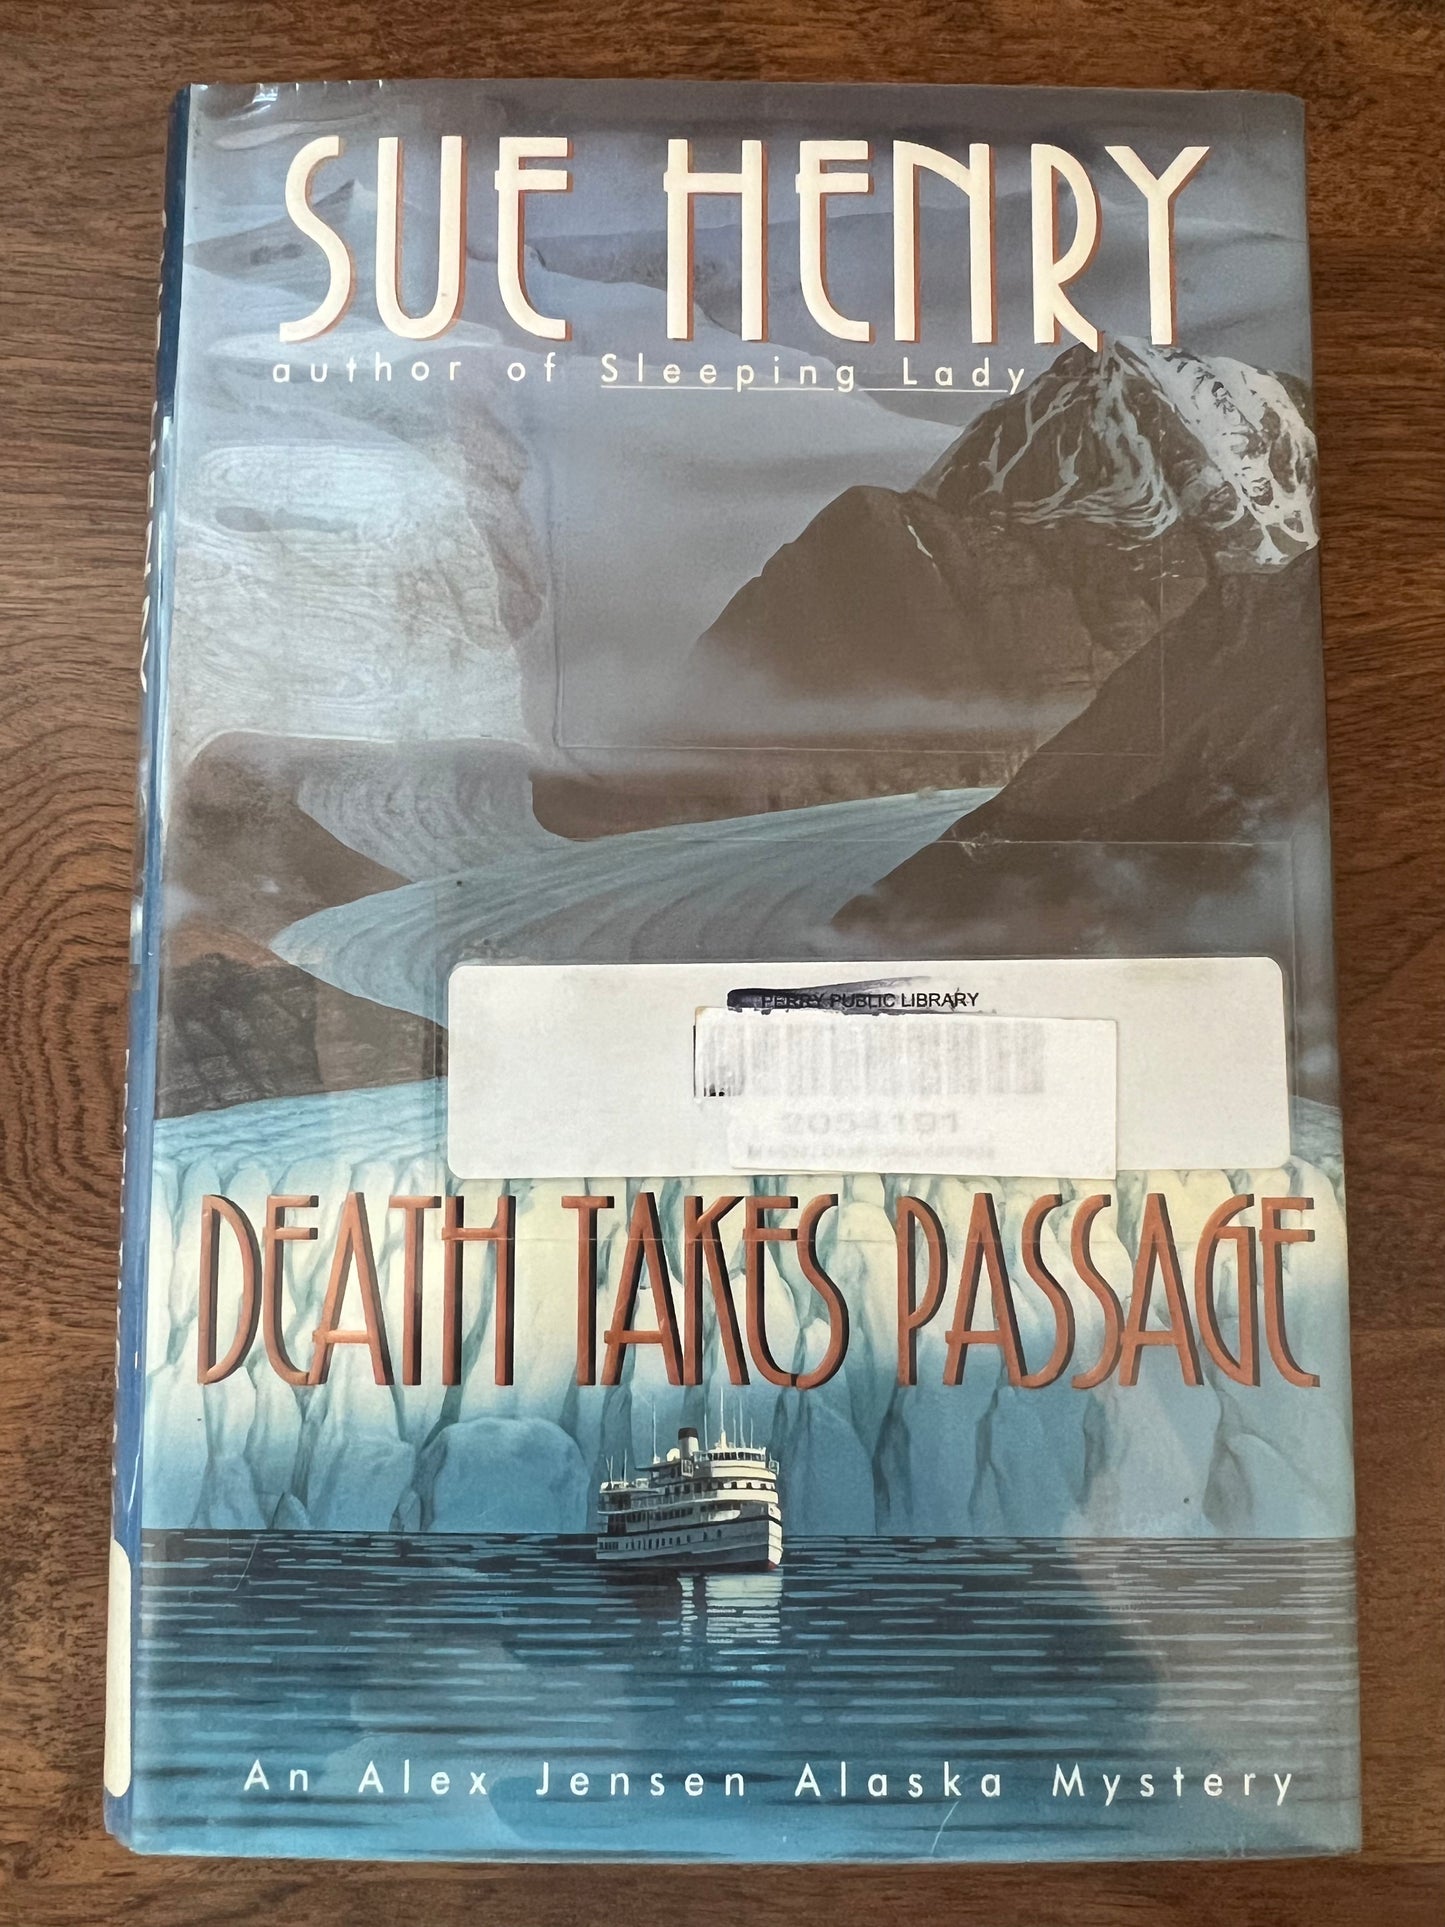 SUE HENRY
author of Sleeping Lady
PERRY PUBLIC LIBRARY
2054191
DEATH TAKES PASSAGE
An Alex Jensen Alaska Mystery